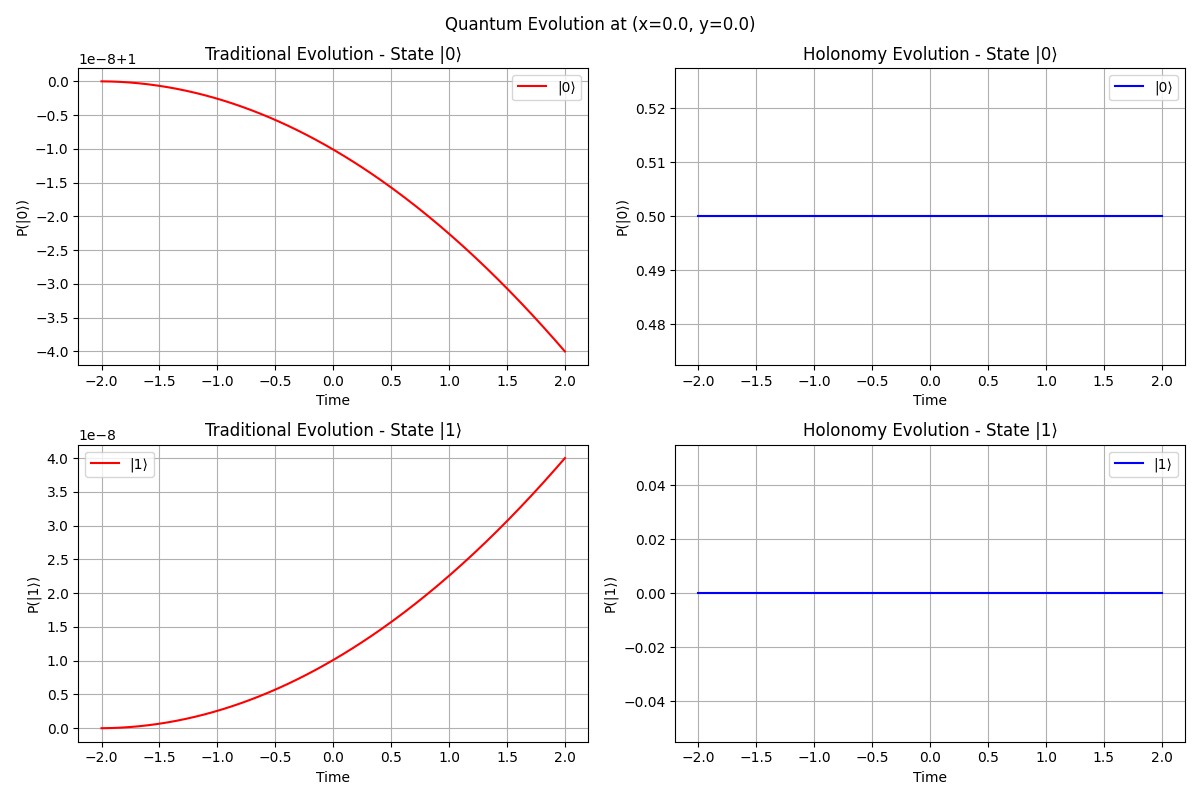 Quantum Evolution at (x=0.0, y=0.0)
Traditional Evolution - State |0⟩
1e−8+1
P(|0⟩)
0.0
−0.5
−1.0
−1.5
−2.0
−2.5
−3.0
−3.5
−4.0
|0⟩
−2.0 −1.5 −1.0 −0.5 0.0 0.5 1.0 1.5 2.0
Time
Holonomy Evolution - State |0⟩
P(|0⟩)
0.52
0.51
0.50
0.49
0.48
|0⟩
−2.0 −1.5 −1.0 −0.5 0.0 0.5 1.0 1.5 2.0
Time
Traditional Evolution - State |1⟩
1e−8
P(|1⟩)
4.0
3.5
3.0
2.5
2.0
1.5
1.0
0.5
0.0
|1⟩
−2.0 −1.5 −1.0 −0.5 0.0 0.5 1.0 1.5 2.0
Time
Holonomy Evolution - State |1⟩
P(|1⟩)
0.04
0.02
0.00
−0.02
−0.04
|1⟩
−2.0 −1.5 −1.0 −0.5 0.0 0.5 1.0 1.5 2.0
Time